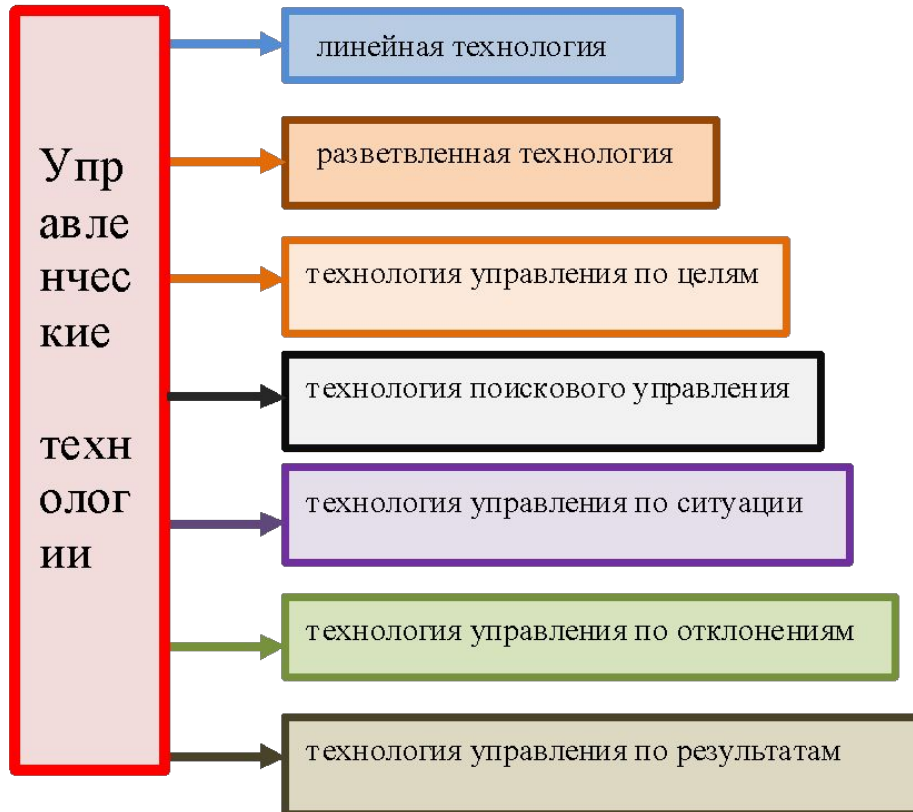 Упр
авле
нчес
кие
техн
олог
ии
линейная технология
разветвленная технология
технология управления по целям
технология поискового управления
технология управления по ситуации
технология управления по отклонениям
технология управления по результатам